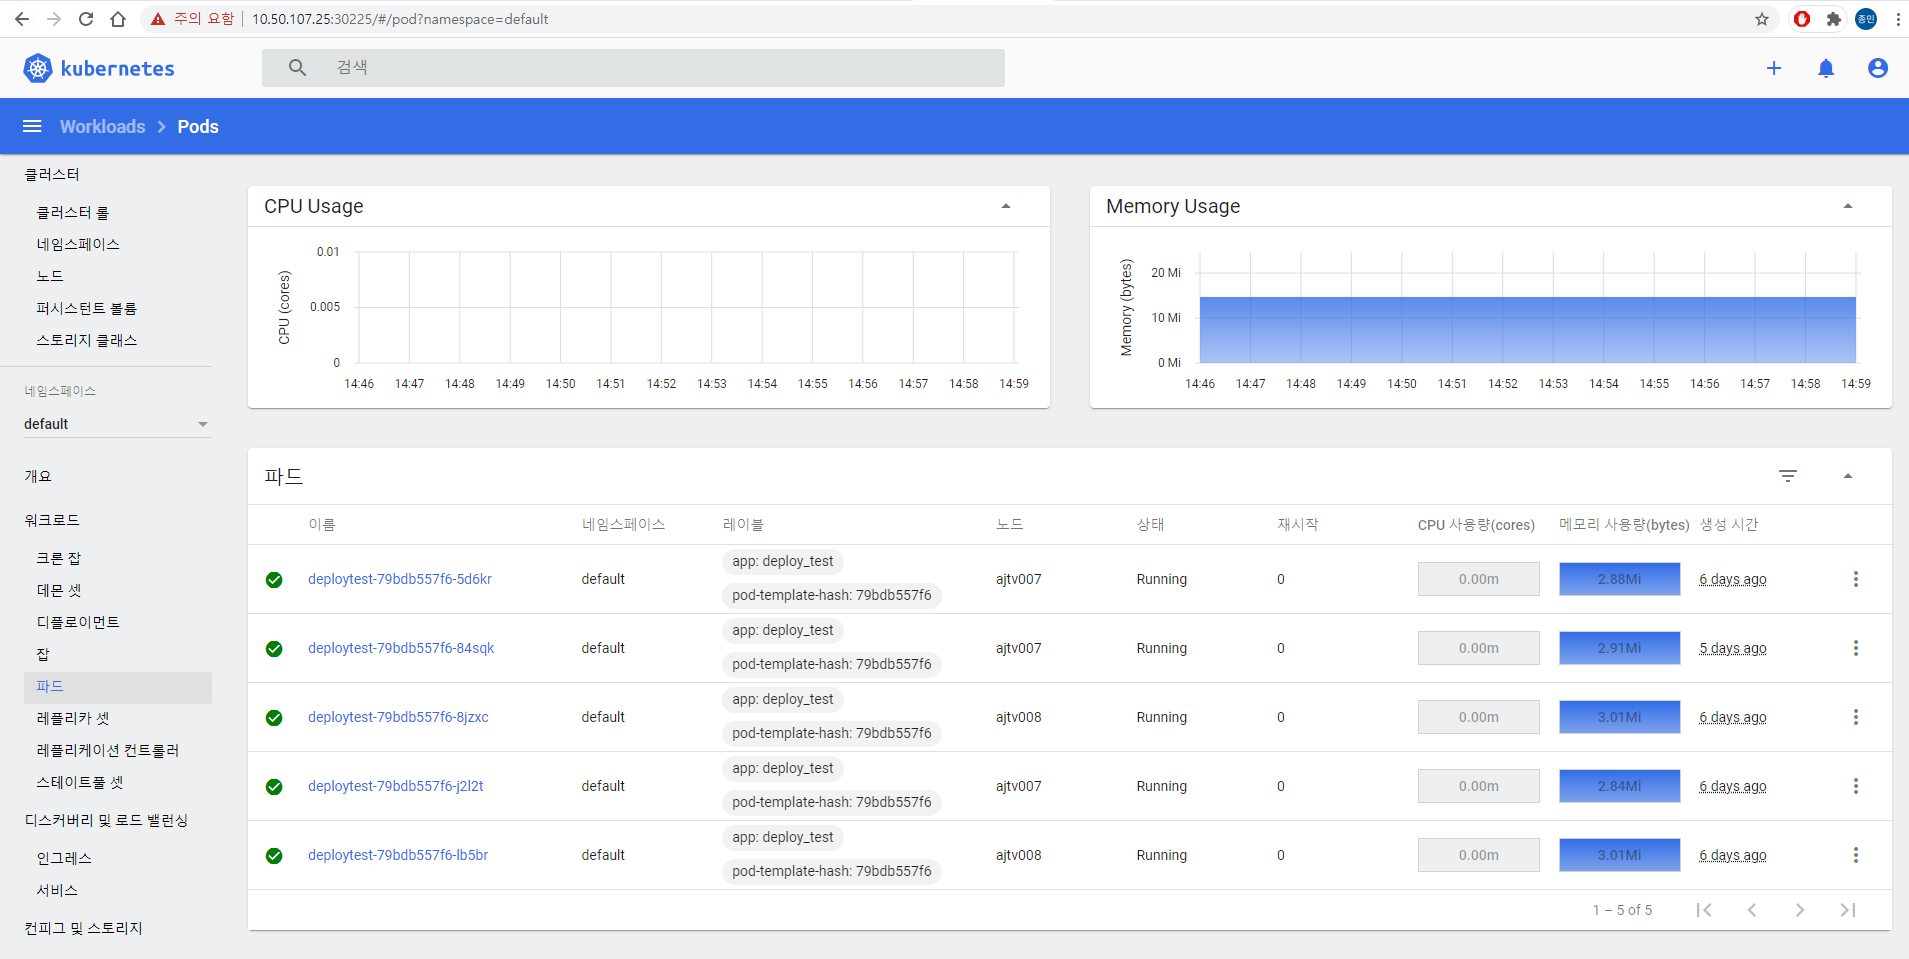 주의 요함 10.50.107.25:30225/#/pod?namespace=default
종민
kubernetes
검색
Workloads Pods
클러스터
클러스터 롤
네임스페이스
노드
퍼시스턴트 볼륨
스토리지 클래스
네임스페이스
default
개요
워크로드
크론 잡
데몬 셋
디플로이먼트
잡
파드
레플리카 셋
레플리케이션 컨트롤러
스테이트풀 셋
디스커버리 및 로드 밸런싱
인그레스
서비스
컨피그 및 스토리지
CPU Usage
CPU (cores)
0.01
0.005
0
14:46 14:47 14:48 14:49 14:50 14:51 14:52 14:53 14:54 14:55 14:56 14:57 14:58 14:59
Memory Usage
Memory (bytes)
20 Mi
10 Mi
0 Mi
14:46 14:47 14:48 14:49 14:50 14:51 14:52 14:53 14:54 14:55 14:56 14:57 14:58 14:59
파드
이름 네임스페이스 레이블 노드 상태 재시작 CPU 사용량(cores) 메모리 사용량(bytes) 생성 시간
app: deploy_test
deploytest-79bdb557f6-5d6kr default ajtv007 Running 0 0.00m 2.88Mi 6 days ago
pod-template-hash: 79bdb557f6
app: deploy_test
deploytest-79bdb557f6-84sqk default ajtv007 Running 0 0.00m 2.91Mi 5 days ago
pod-template-hash: 79bdb557f6
app: deploy_test
deploytest-79bdb557f6-8jzxc default ajtv008 Running 0 0.00m 3.01Mi 6 days ago
pod-template-hash: 79bdb557f6
app: deploy_test
deploytest-79bdb557f6-j2l2t default ajtv007 Running 0 0.00m 2.84Mi 6 days ago
pod-template-hash: 79bdb557f6
app: deploy_test
deploytest-79bdb557f6-lb5br default ajtv008 Running 0 0.00m 3.01Mi 6 days ago
pod-template-hash: 79bdb557f6
1 – 5 of 5